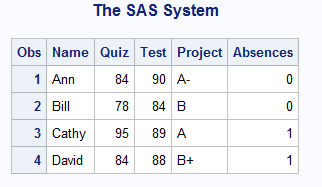 The SAS System
Obs Name Quiz Test Project Absences
1 Ann 84 90 A- 0
2 Bill 78 84 B 0
3 Cathy 95 89 A 1
4 David 84 88 B+ 1